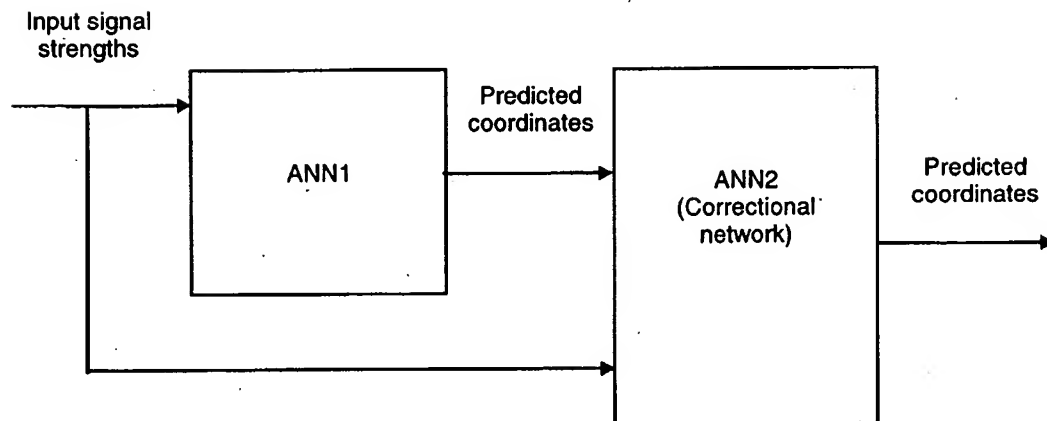 Input signal
strengths
ANN1
Predicted
coordinates
ANN2
(Correctional
network)
Predicted
coordinates